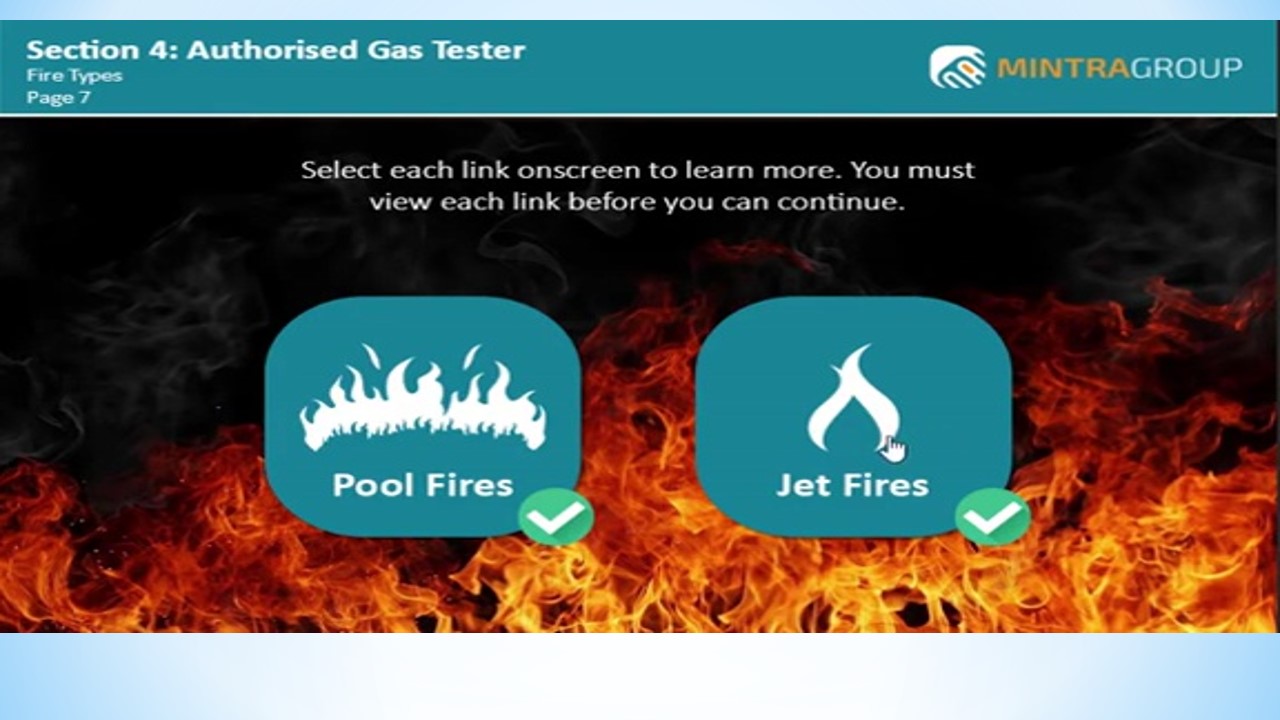 Section 4: Authorised Gas Tester
Fire Types
Page 7
MINTRAGROUP
Select each link onscreen to learn more. You must
view each link before you can continue.
Pool Fires
Jet Fires